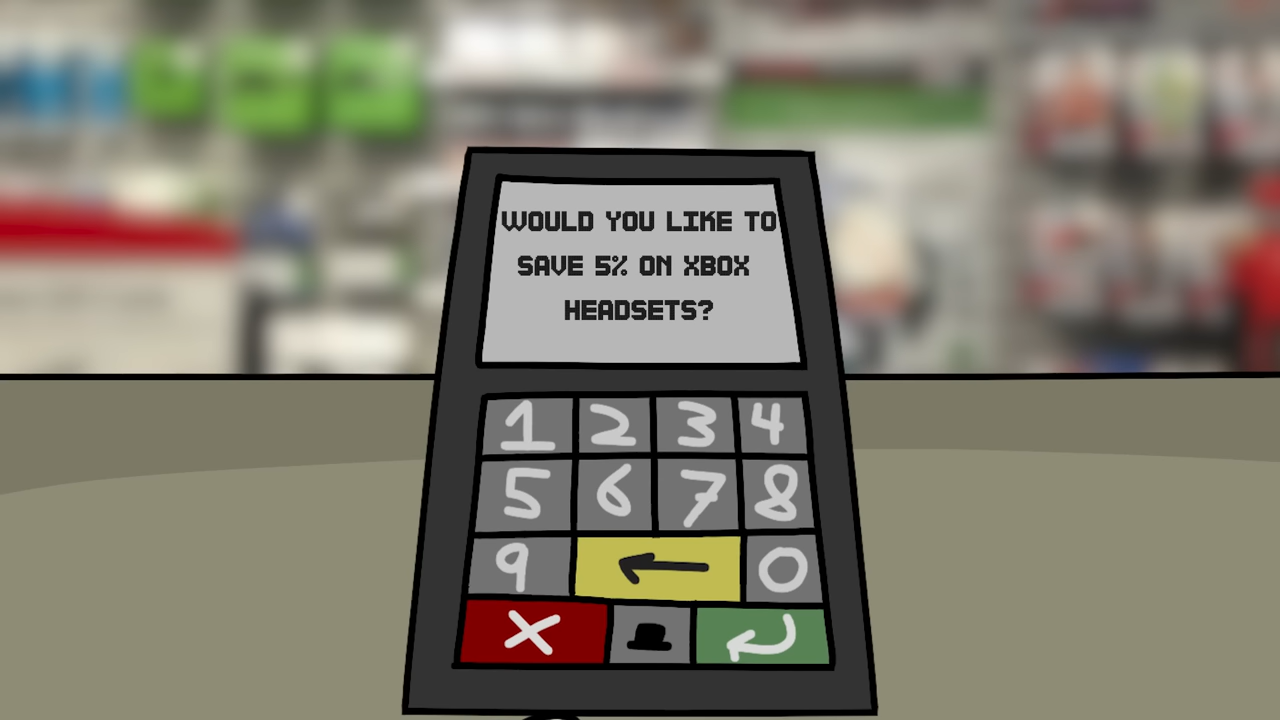 WOULD YOU LIKE TO
SAVE 5% ON XBOX
HEADSETS?
1 2 3 4
5 6 7 8
9 0